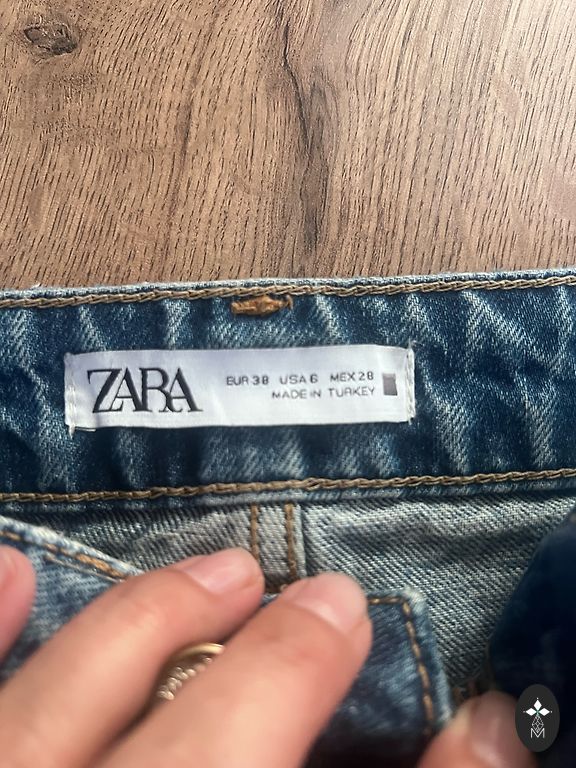 ZARA
EUR 38 USA 6 MEX 28
MADE IN TURKEY
M